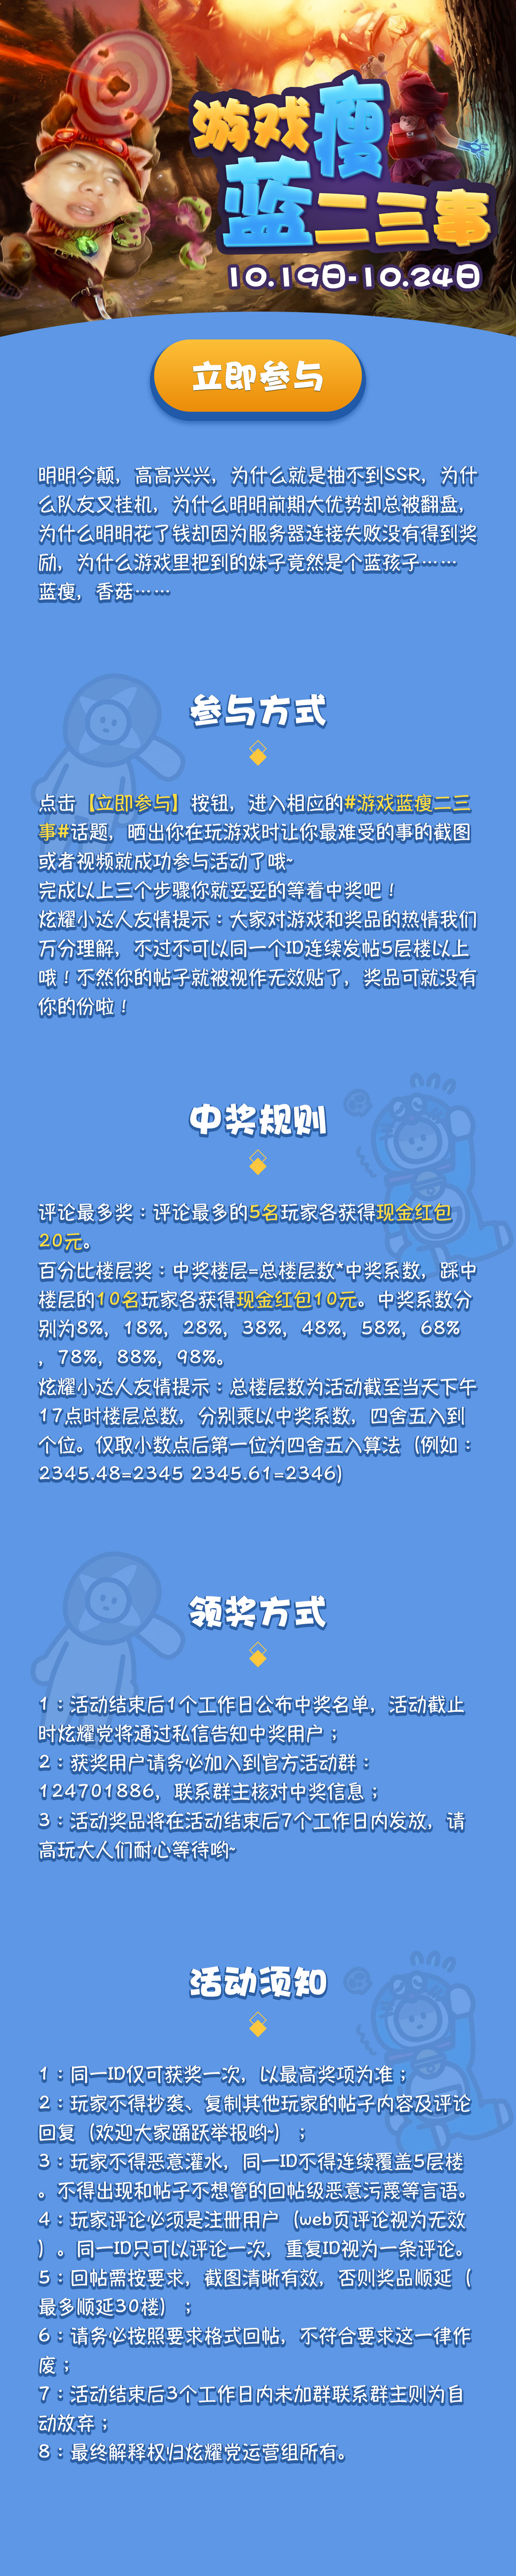 游戏瘦
蓝二三事
10.19日-10.24日
立即参与
明明今颠，高高兴兴，为什么就是抽不到SSR，为什
么队友又挂机，为什么明明前期大优势却总被翻盘，
为什么明明花了钱却因为服务器连接失败没有得到奖
励，为什么游戏里把到的妹子竟然是个蓝孩子……
蓝瘦，香菇……
参与方式
点击【立即参与】按钮，进入相应的#游戏蓝瘦二三
事#话题，晒出你在玩游戏时让你最难受的事的截图
或者视频就成功参与活动了哦~
完成以上三个步骤你就妥妥的等着中奖吧！
炫耀小达人友情提示：大家对游戏和奖品的热情我们
万分理解，不过不可以同一个ID连续发帖5层楼以上
哦！不然你的帖子就被视作无效贴了，奖品可就没有
你的份啦！
中奖规则
评论最多奖：评论最多的5名玩家各获得现金红包
20元。
百分比楼层奖：中奖楼层=总楼层数*中奖系数，踩中
楼层的10名玩家各获得现金红包10元。中奖系数分
别为8%，18%，28%，38%，48%，58%，68%
，78%，88%，98%。
炫耀小达人友情提示：总楼层数为活动截至当天下午
17点时楼层总数，分别乘以中奖系数，四舍五入到
个位。仅取小数点后第一位为四舍五入算法（例如：
2345.48=2345 2345.61=2346）
领奖方式
1：活动结束后1个工作日公布中奖名单，活动截止
时炫耀党将通过私信告知中奖用户；
2：获奖用户请务必加入到官方活动群：
124701886，联系群主核对中奖信息；
3：活动奖品将在活动结束后7个工作日内发放，请
高玩大人们耐心等待哟~
活动须知
1：同一ID仅可获奖一次，以最高奖项为准；
2：玩家不得抄袭、复制其他玩家的帖子内容及评论
回复（欢迎大家踊跃举报哟~）；
3：玩家不得恶意灌水，同一ID不得连续覆盖5层楼
。不得出现和帖子不想管的回帖级恶意污蔑等言语。
4：玩家评论必须是注册用户（web页评论视为无效
）。同一ID只可以评论一次，重复ID视为一条评论。
5：回帖需按要求，截图清晰有效，否则奖品顺延（
最多顺延30楼）；
6：请务必按照要求格式回帖，不符合要求这一律作
废；
7：活动结束后3个工作日内未加群联系群主则为自
动放弃；
8：最终解释权归炫耀党运营组所有。